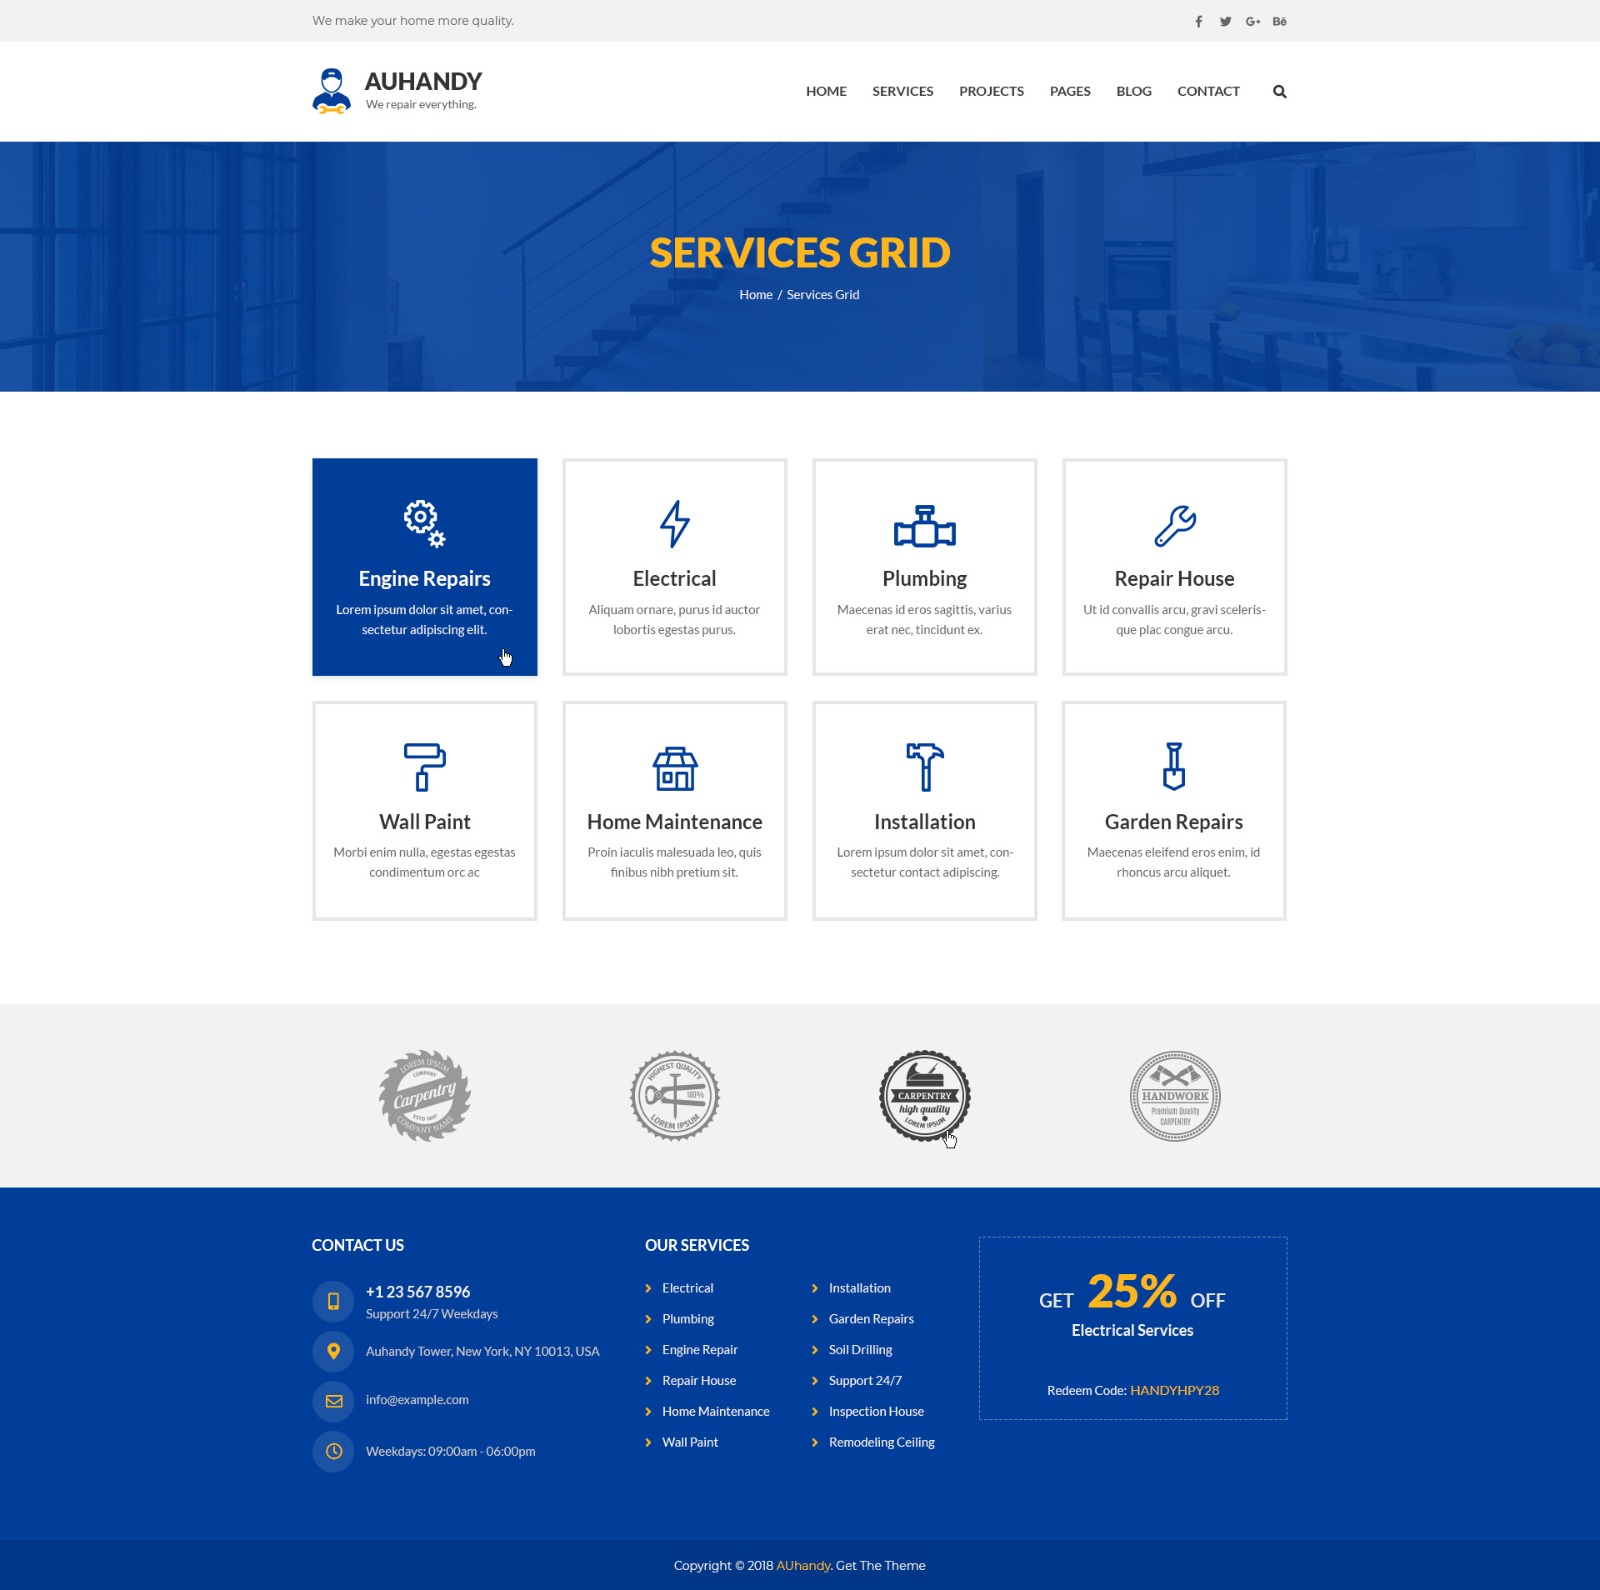 We make your home more quality.
Bē
AUHANDY
We repair everything.
HOME SERVICES PROJECTS PAGES BLOG CONTACT
SERVICES GRID
Home / Services Grid
Engine Repairs
Lorem ipsum dolor sit amet, con-
sectetur adipiscing elit.
Electrical
Aliquam ornare, purus id auctor
lobortis egestas purus.
Plumbing
Maecenas id eros sagittis, varius
erat nec, tincidunt ex.
Repair House
Ut id convallis arcu, gravi sceleris-
que plac congue arcu.
Wall Paint
Morbi enim nulla, egestas egestas
condimentum orc ac
Home Maintenance
Proin iaculis malesuada leo, quis
finibus nibh pretium sit.
Installation
Lorem ipsum dolor sit amet, con-
sectetur contact adipiscing.
Garden Repairs
Maecenas eleifend eros enim, id
rhoncus arcu aliquet.
LOREM IPSUM
COMPANY
Carpentry
ESTD 1897
COMPANY NAME
HIGHEST QUALITY
100%
LOREM IPSUM
CARPENTRY
high quality
LOREM IPSUM
HANDWORK
Premium Quality
CARPENTRY
CONTACT US
+1 23 567 8596
Support 24/7 Weekdays
Auhandy Tower, New York, NY 10013, USA
info@example.com
Weekdays: 09:00am - 06:00pm
OUR SERVICES
Electrical
Plumbing
Engine Repair
Repair House
Home Maintenance
Wall Paint
Installation
Garden Repairs
Soil Drilling
Support 24/7
Inspection House
Remodeling Ceiling
GET 25% OFF
Electrical Services
Redeem Code: HANDYHPY28
Copyright © 2018 AUhandy. Get The Theme